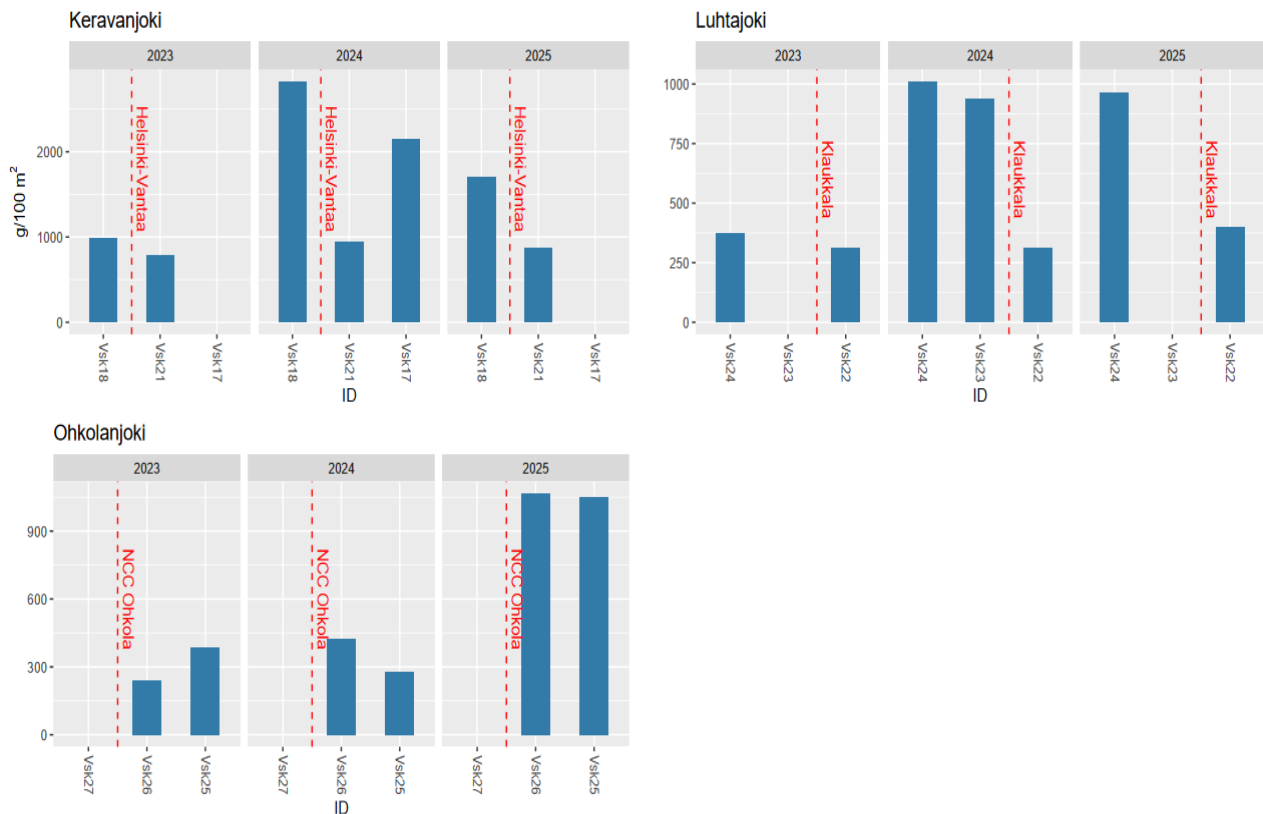 Keravanjoki
2023 2024 2025
g/100 m²
2000
1000
0
Helsinki-Vantaa Helsinki-Vantaa Helsinki-Vantaa
Vsk18 Vsk21 Vsk17 Vsk18 Vsk21 Vsk17 Vsk18 Vsk21 Vsk17
ID
Luhtajoki
2023 2024 2025
1000
750
500
250
0
Klaukkala Klaukkala Klaukkala
Vsk24 Vsk23 Vsk22 Vsk24 Vsk23 Vsk22 Vsk24 Vsk23 Vsk22
ID
Ohkolanjoki
2023 2024 2025
900
600
300
0
NCC Ohkola NCC Ohkola NCC Ohkola
Vsk27 Vsk26 Vsk25 Vsk27 Vsk26 Vsk25 Vsk27 Vsk26 Vsk25
ID